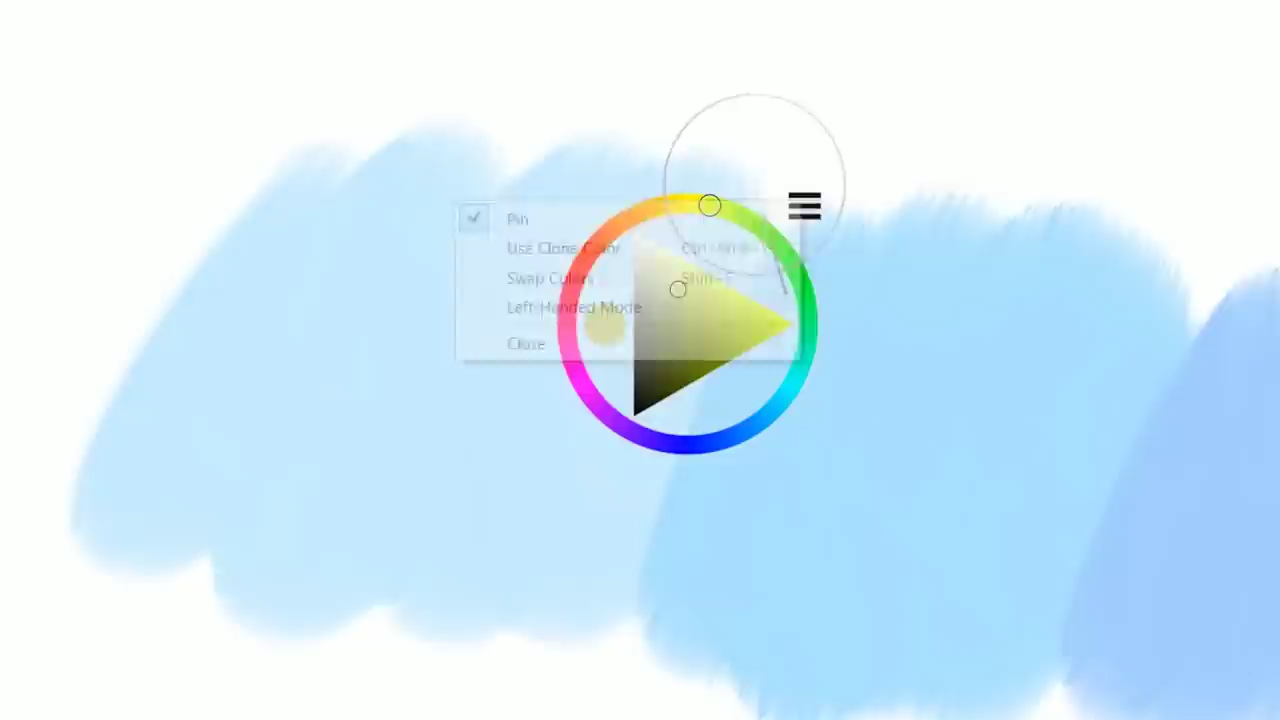 Pin
Use Clone Color
Swap Colors
Left Handed Mode
Close